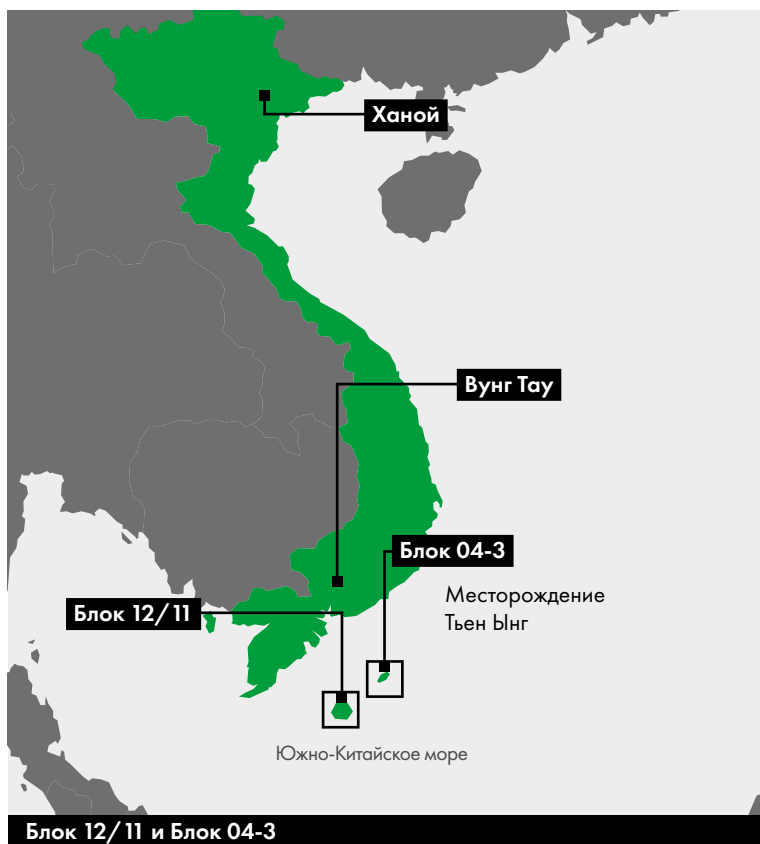 Ханой
Вунг Тау
Блок 04-3
Месторождение
Тьен Ынг
Блок 12/11
Южно-Китайское море
Блок 12/11 и Блок 04-3